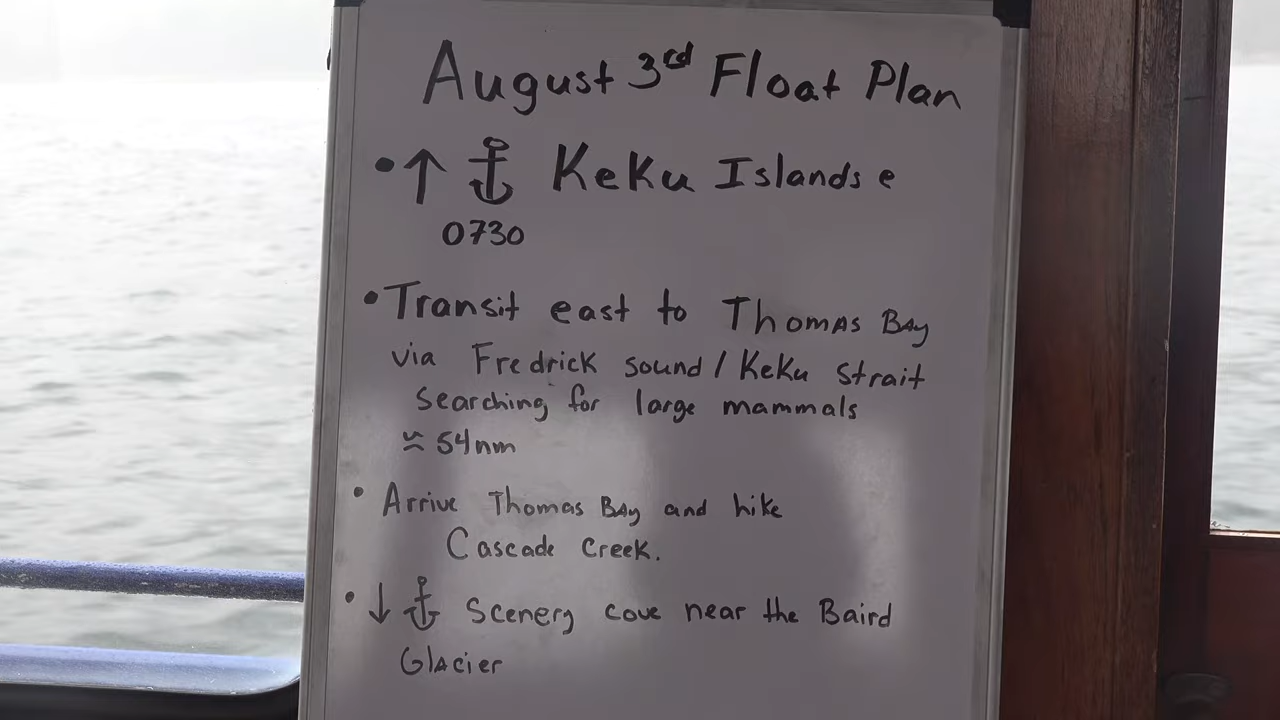 August 3rd Float Plan
• ↑ ⚓ Keku Islands e
0730
• Transit east to Thomas Bay
via Fredrick sound / Keku Strait
searching for large mammals
≈ 54nm
• Arrive Thomas Bay and hike
Cascade Creek.
• ↓ ⚓ Scenery cove near the Baird
Glacier